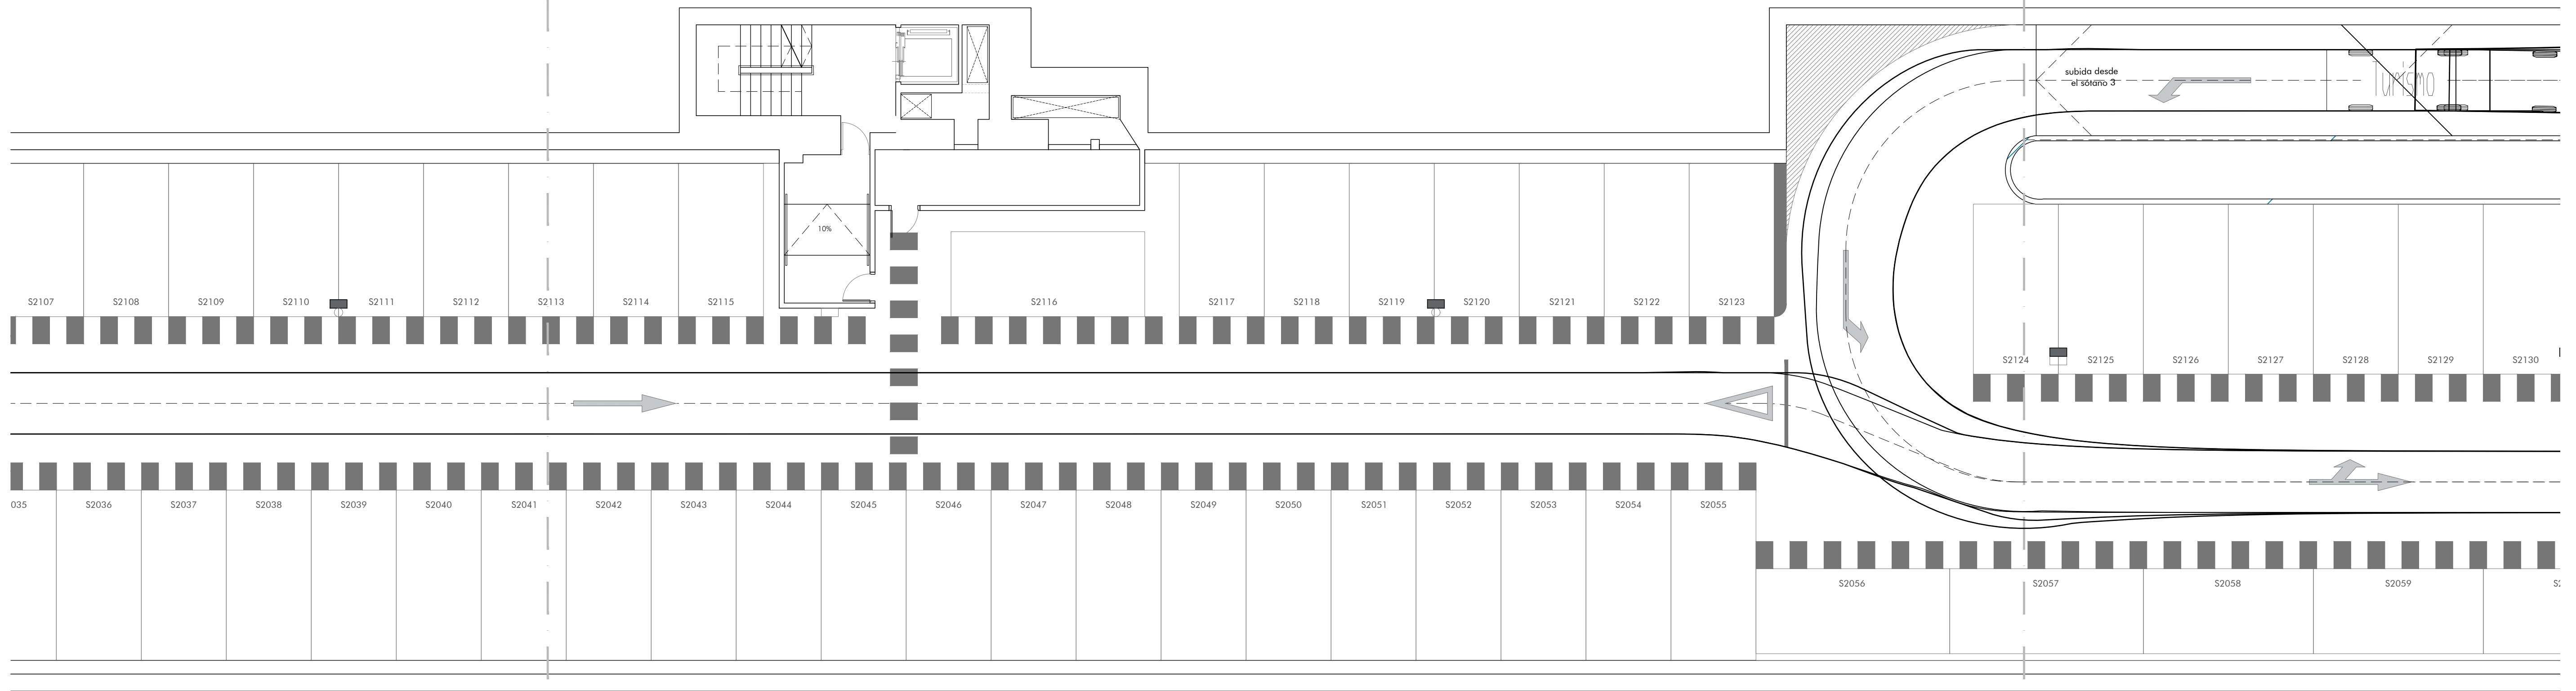 subida desde
el sótano 3
Turismo
10%
S2107 S2108 S2109 S2110 S2111 S2112 S2113 S2114 S2115 S2116 S2117 S2118 S2119 S2120 S2121 S2122 S2123
S2124 S2125 S2126 S2127 S2128 S2129 S2130
035 S2036 S2037 S2038 S2039 S2040 S2041 S2042 S2043 S2044 S2045 S2046 S2047 S2048 S2049 S2050 S2051 S2052 S2053 S2054 S2055
S2056 S2057 S2058 S2059 S2